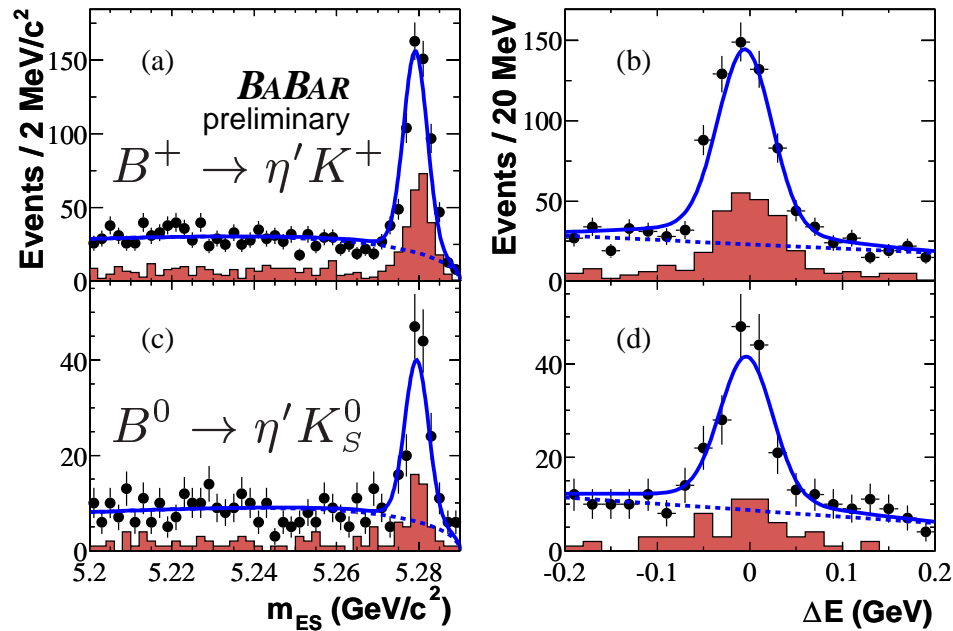 Events / 2 MeV/c²
150
100
50
0
(a)
BABAR
preliminary
B⁺ → η′K⁺
Events / 20 MeV
150
100
50
0
(b)
40
20
0
(c)
B⁰ → η′K⁰_S
5.2 5.22 5.24 5.26 5.28
m_ES (GeV/c²)
40
20
0
(d)
-0.2 -0.1 0 0.1 0.2
ΔE (GeV)